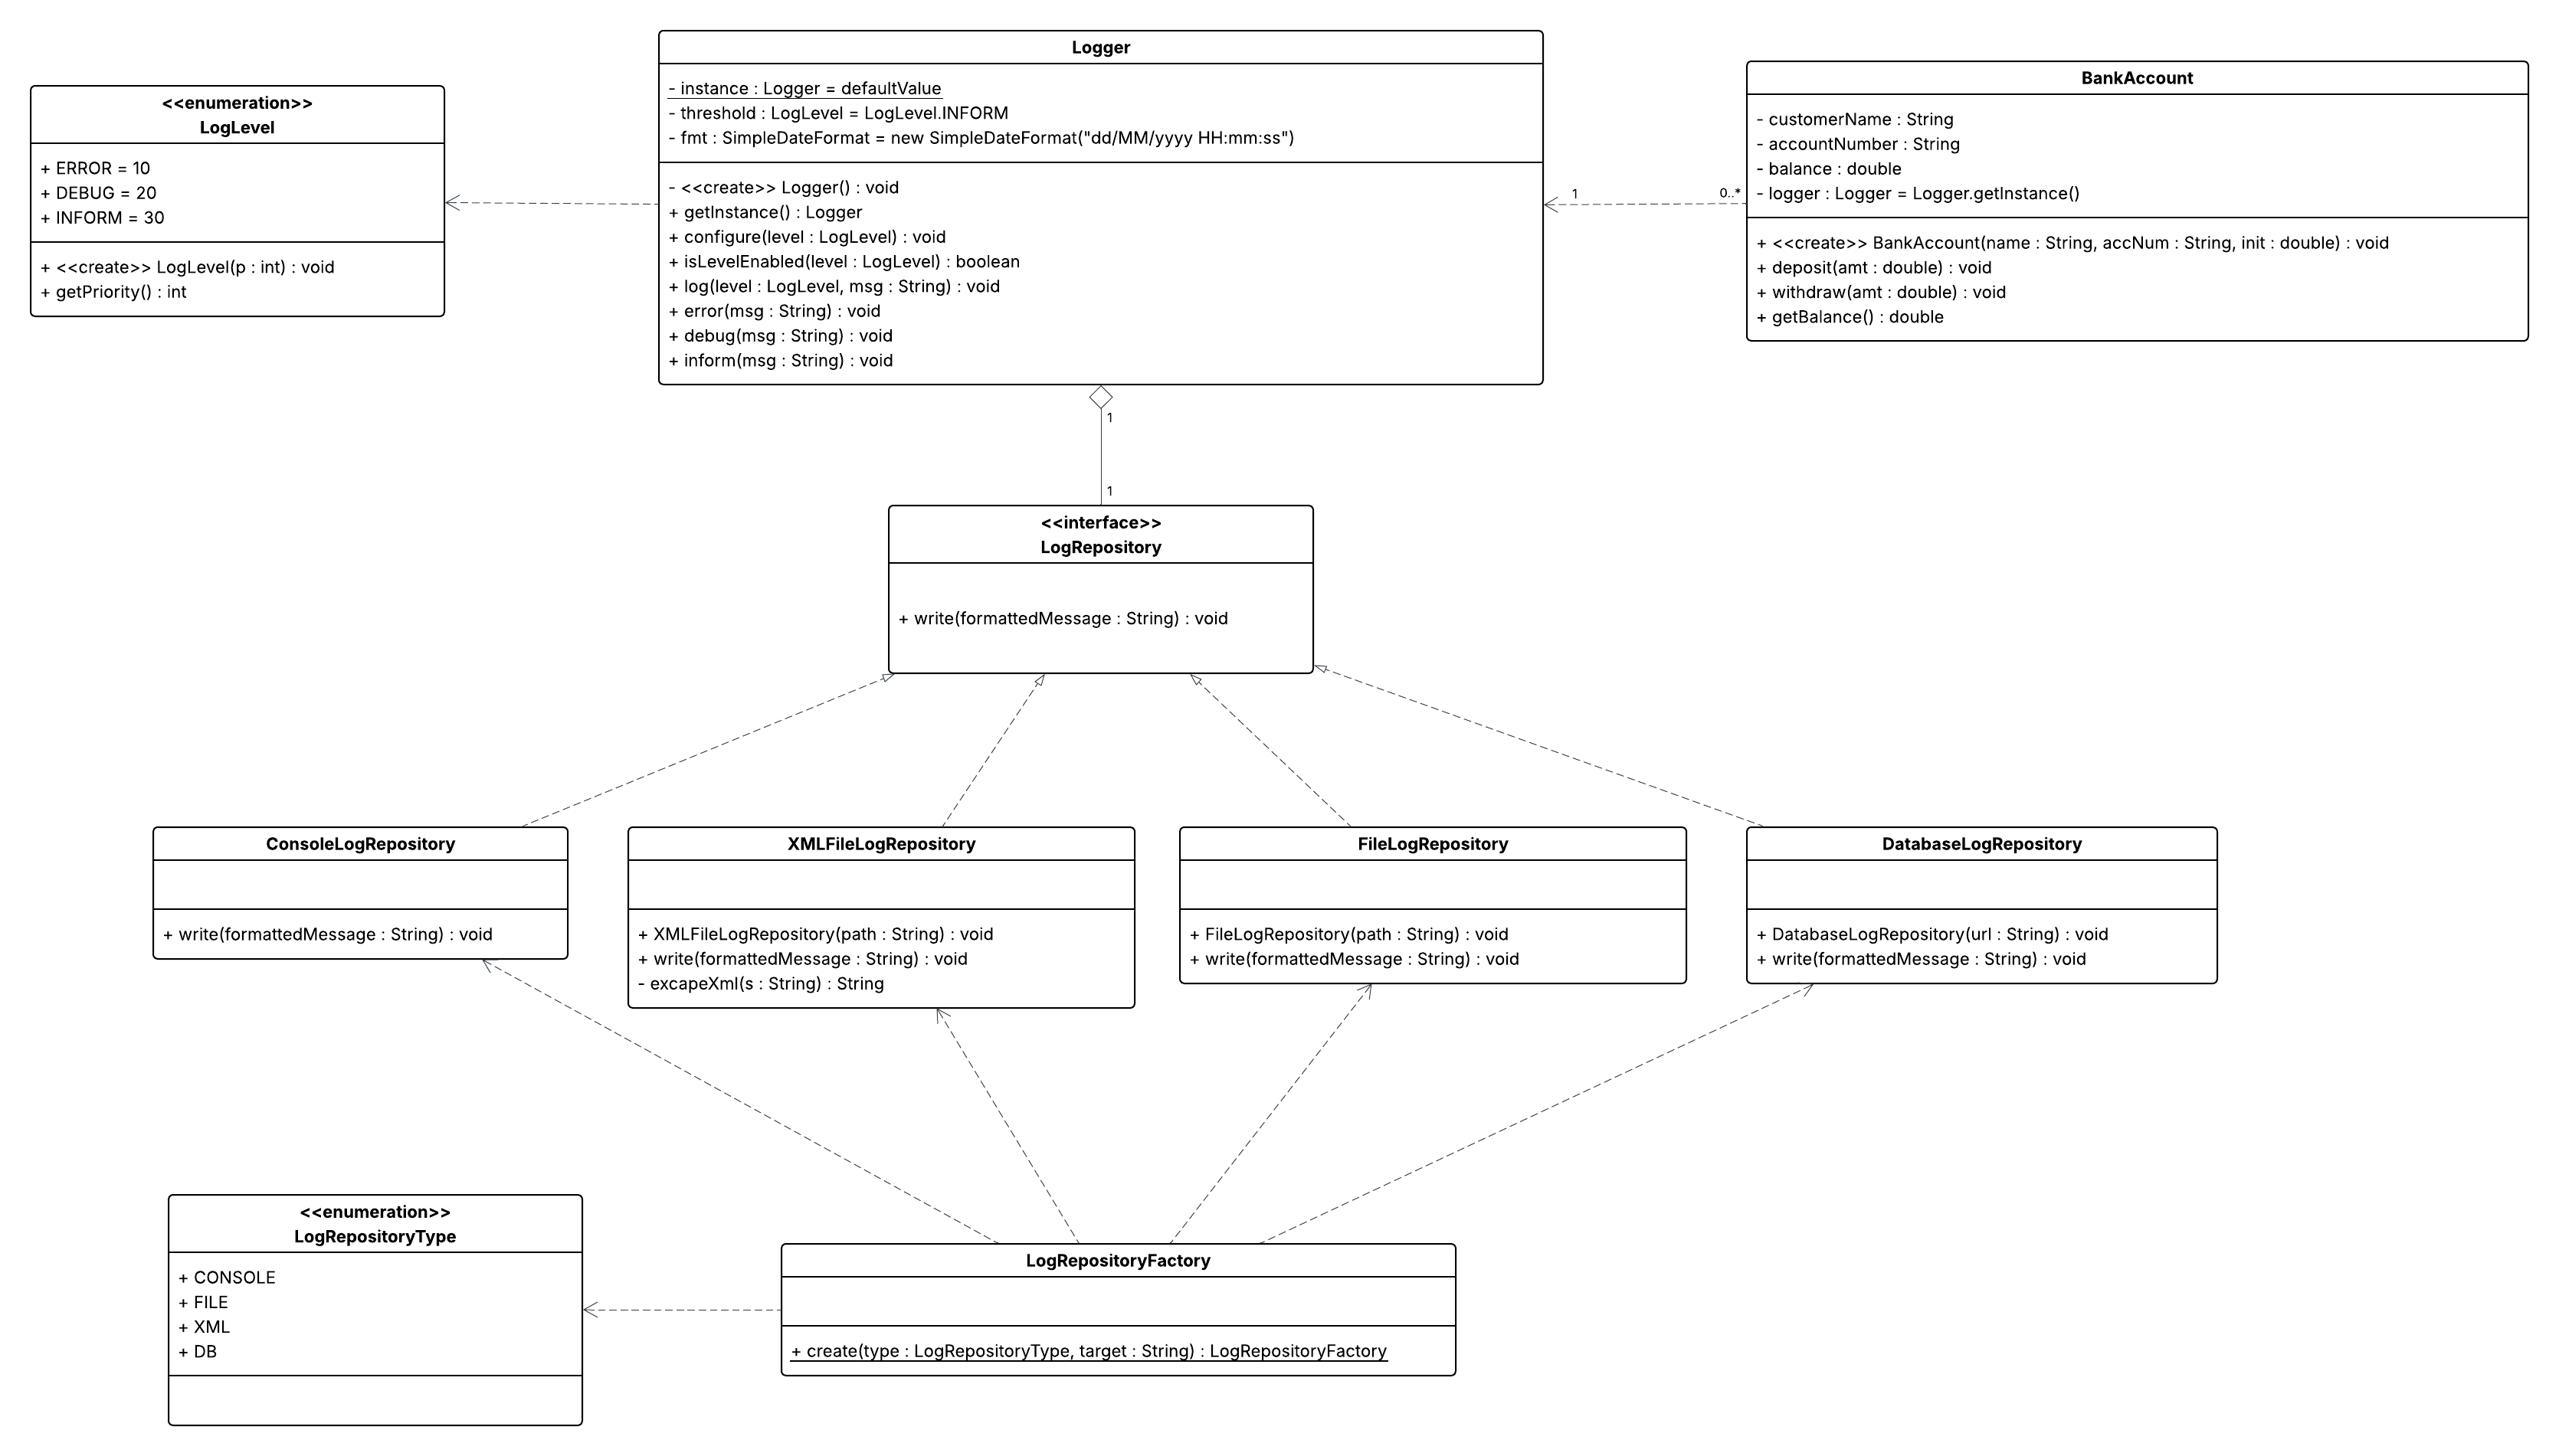 <<enumeration>>
LogLevel
+ ERROR = 10
+ DEBUG = 20
+ INFORM = 30
+ <<create>> LogLevel(p : int) : void
+ getPriority() : int
Logger
- instance : Logger = defaultValue
- threshold : LogLevel = LogLevel.INFORM
- fmt : SimpleDateFormat = new SimpleDateFormat("dd/MM/yyyy HH:mm:ss")
- <<create>> Logger() : void
+ getInstance() : Logger
+ configure(level : LogLevel) : void
+ isLevelEnabled(level : LogLevel) : boolean
+ log(level : LogLevel, msg : String) : void
+ error(msg : String) : void
+ debug(msg : String) : void
+ inform(msg : String) : void
1
0..*
BankAccount
- customerName : String
- accountNumber : String
- balance : double
- logger : Logger = Logger.getInstance()
+ <<create>> BankAccount(name : String, accNum : String, init : double) : void
+ deposit(amt : double) : void
+ withdraw(amt : double) : void
+ getBalance() : double
1
1
<<interface>>
LogRepository
+ write(formattedMessage : String) : void
ConsoleLogRepository
+ write(formattedMessage : String) : void
XMLFileLogRepository
+ XMLFileLogRepository(path : String) : void
+ write(formattedMessage : String) : void
- excapeXml(s : String) : String
FileLogRepository
+ FileLogRepository(path : String) : void
+ write(formattedMessage : String) : void
DatabaseLogRepository
+ DatabaseLogRepository(url : String) : void
+ write(formattedMessage : String) : void
<<enumeration>>
LogRepositoryType
+ CONSOLE
+ FILE
+ XML
+ DB
LogRepositoryFactory
+ create(type : LogRepositoryType, target : String) : LogRepositoryFactory